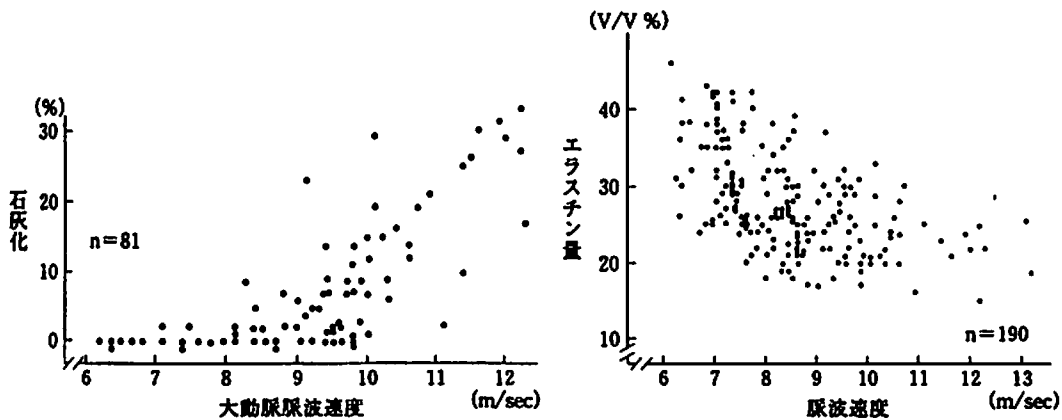 (%)
30
20
10
0
石灰化
n=81
6 7 8 9 10 11 12
大動脈脈波速度 (m/sec)
(V/V %)
40
30
20
10
エラスチン量
n=190
6 7 8 9 10 11 12 13
脈波速度 (m/sec)